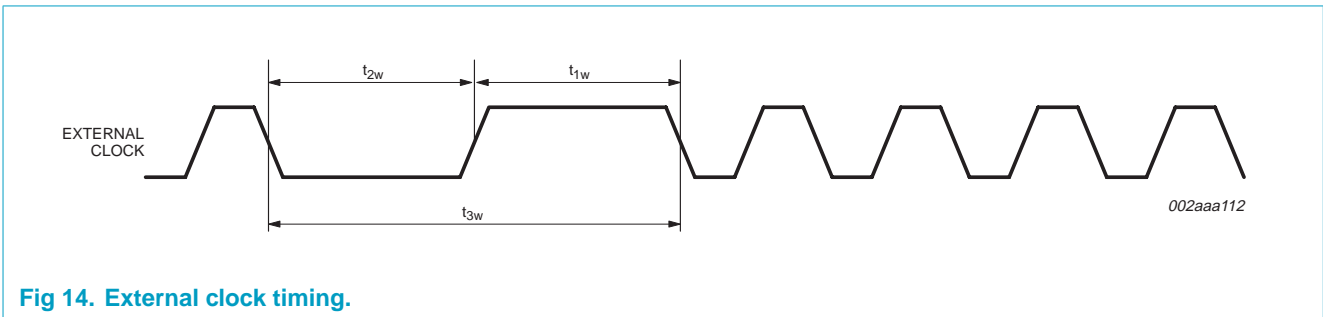 t2w
t1w
EXTERNAL
CLOCK
t3w
002aaa112
Fig 14. External clock timing.